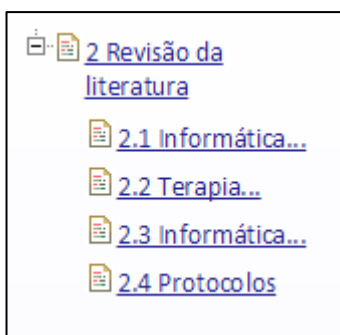 2 Revisão da
literatura
2.1 Informática...
2.2 Terapia...
2.3 Informática...
2.4 Protocolos